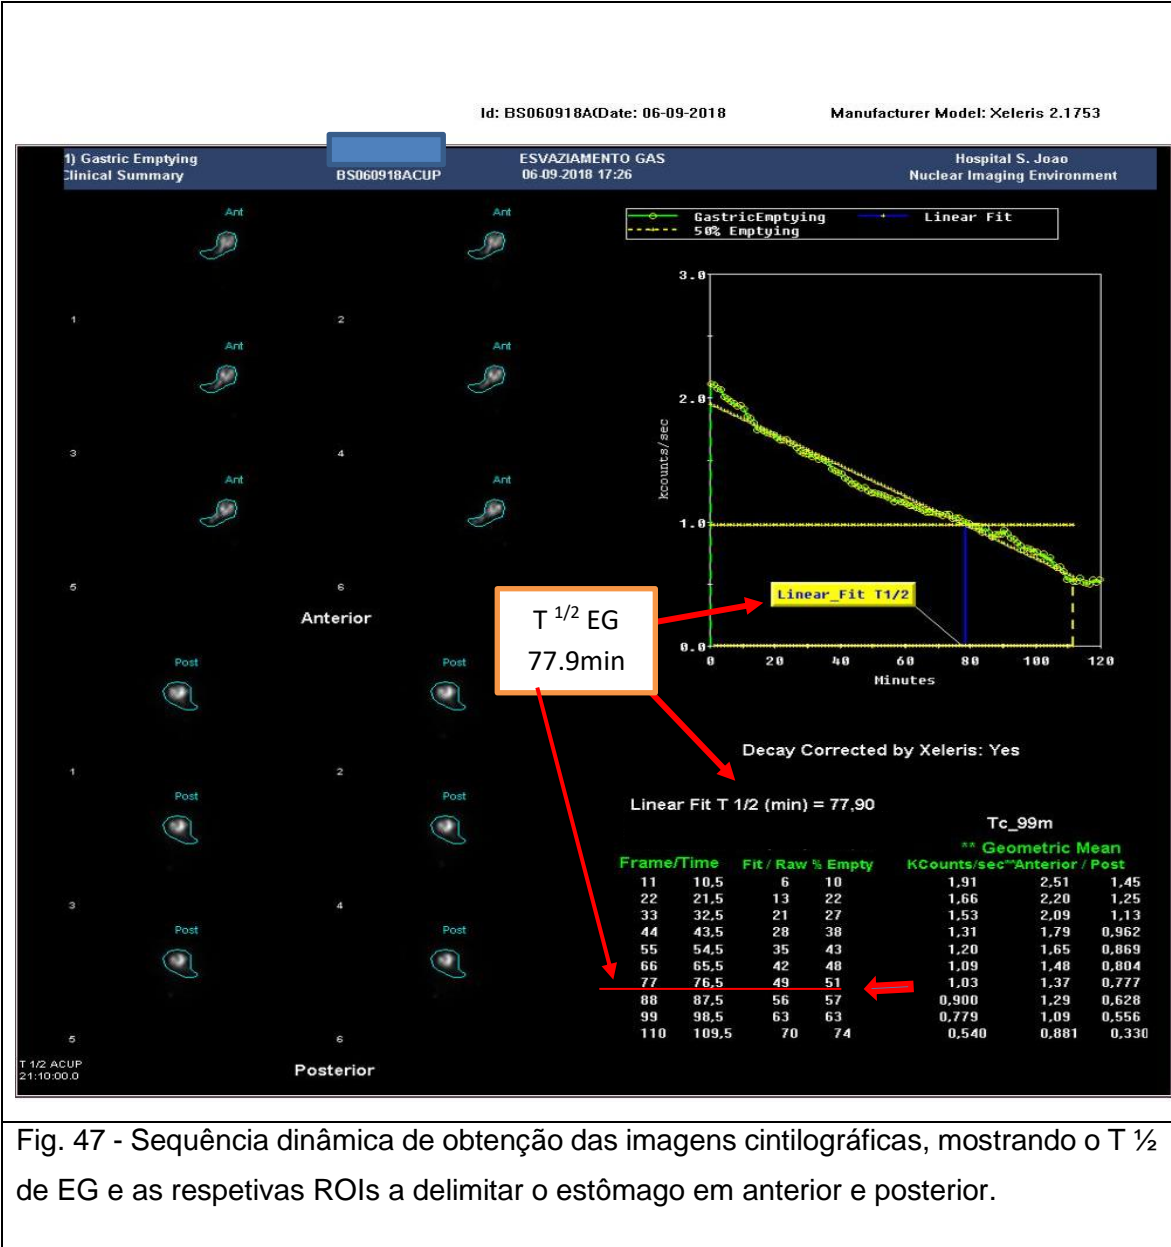 Id: BS060918A(Date: 06-09-2018 Manufacturer Model: Xeleris 2.1753
1) Gastric Emptying ESVAZIAMENTO GAS Hospital S. Joao
Clinical Summary BS060918ACUP 06-09-2018 17:26 Nuclear Imaging Environment
Ant Ant
1 2
Ant Ant
3 4
Ant Ant
5 6
Anterior
Post Post
1 2
Post Post
3 4
Post Post
5 6
T 1/2 ACUP
21:10:00.0
Posterior
GastricEmptying Linear Fit
50% Emptying
3.0
2.0
1.0
0.0
kcounts/sec
Linear_Fit T1/2
0 20 40 60 80 100 120
Minutes
T 1/2 EG
77.9min
Decay Corrected by Xeleris: Yes
Linear Fit T 1/2 (min) = 77,90
Tc_99m
** Geometric Mean
Frame/Time Fit / Raw % Empty KCounts/sec**Anterior / Post
11 10,5 6 10 1,91 2,51 1,45
22 21,5 13 22 1,66 2,20 1,25
33 32,5 21 27 1,53 2,09 1,13
44 43,5 28 38 1,31 1,79 0,962
55 54,5 35 43 1,20 1,65 0,869
66 65,5 42 48 1,09 1,48 0,804
77 76,5 49 51 1,03 1,37 0,777
88 87,5 56 57 0,900 1,29 0,628
99 98,5 63 63 0,779 1,09 0,556
110 109,5 70 74 0,540 0,881 0,330
Fig. 47 - Sequência dinâmica de obtenção das imagens cintilográficas, mostrando o T ½
de EG e as respetivas ROIs a delimitar o estômago em anterior e posterior.